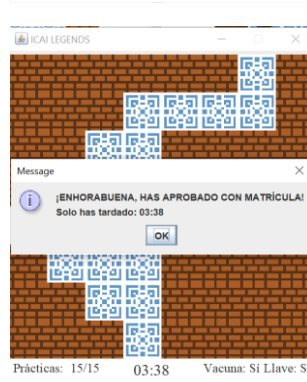 ICAI LEGENDS
Message
¡ENHORABUENA, HAS APROBADO CON MATRÍCULA!
Solo has tardado: 03:38
OK
Prácticas: 15/15 03:38 Vacuna: Sí Llave: